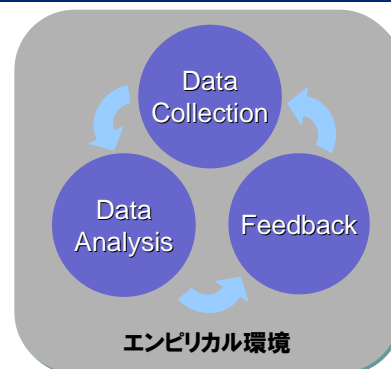 Data
Collection
Data
Analysis
Feedback
エンピリカル環境